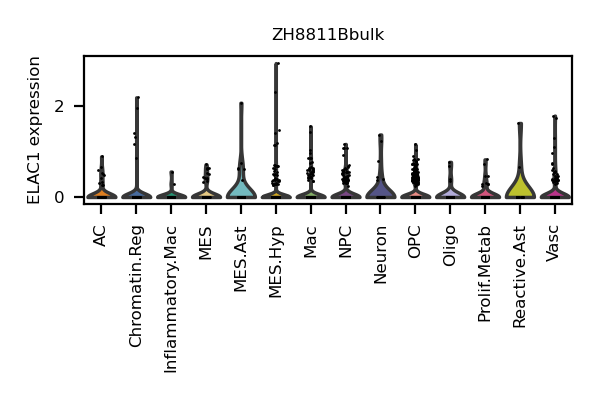 ZH8811Bbulk
ELAC1 expression
2
0
AC
Chromatin.Reg
Inflammatory.Mac
MES
MES.Ast
MES.Hyp
Mac
NPC
Neuron
OPC
Oligo
Prolif.Metab
Reactive.Ast
Vasc